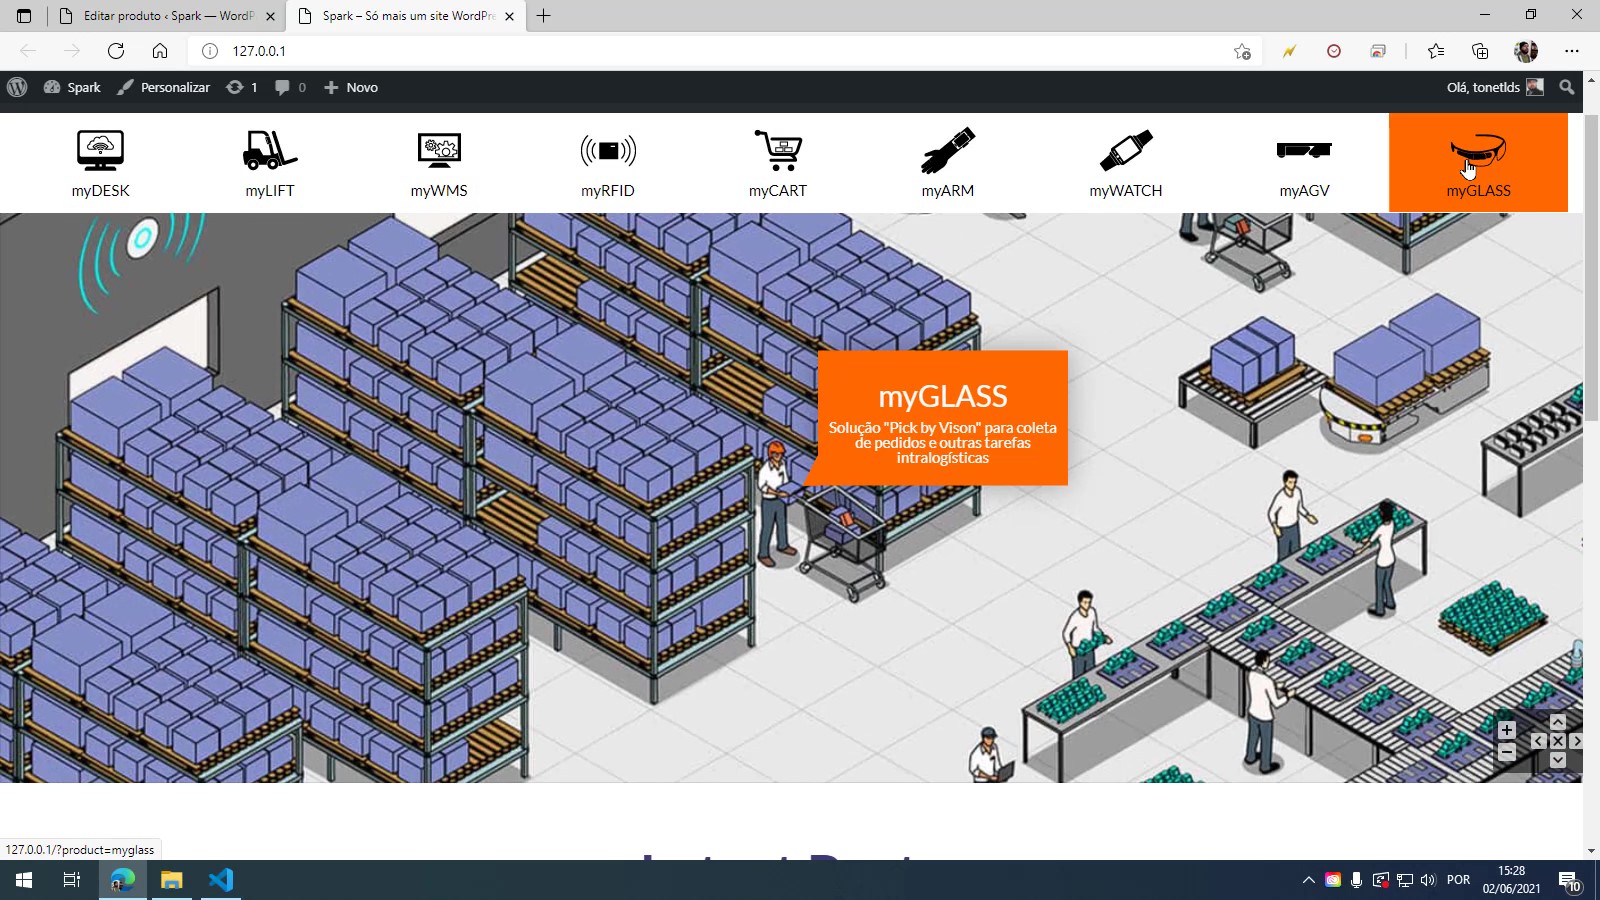 Editar produto ‹ Spark — WordP
Spark – Só mais um site WordPre
127.0.0.1
Spark
Personalizar
1
0
Novo
Olá, tonetlds
myDESK
myLIFT
myWMS
myRFID
myCART
myARM
myWATCH
myAGV
myGLASS
myGLASS
Solução "Pick by Vison" para coleta
de pedidos e outras tarefas
intralogísticas
127.0.0.1/?product=myglass
POR
15:28
02/06/2021
10